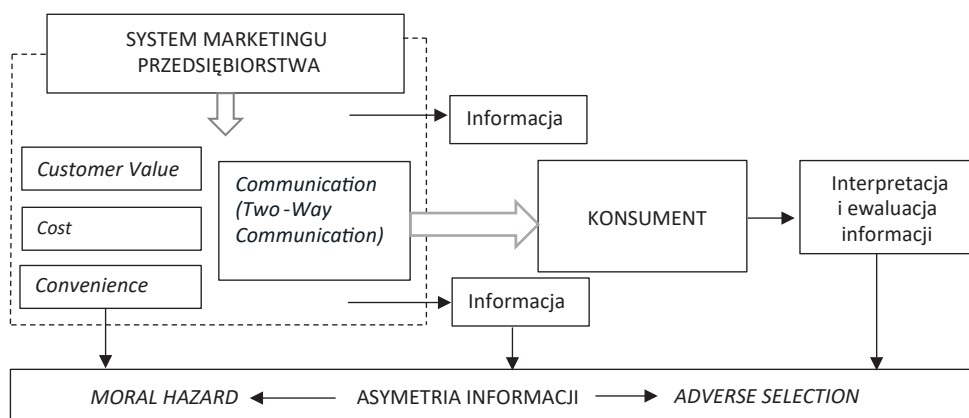 SYSTEM MARKETINGU
PRZEDSIĘBIORSTWA
Informacja
Customer Value
Cost
Convenience
Communication
(Two-Way
Communication)
KONSUMENT
Interpretacja
i ewaluacja
informacji
Informacja
MORAL HAZARD
ASYMETRIA INFORMACJI
ADVERSE SELECTION